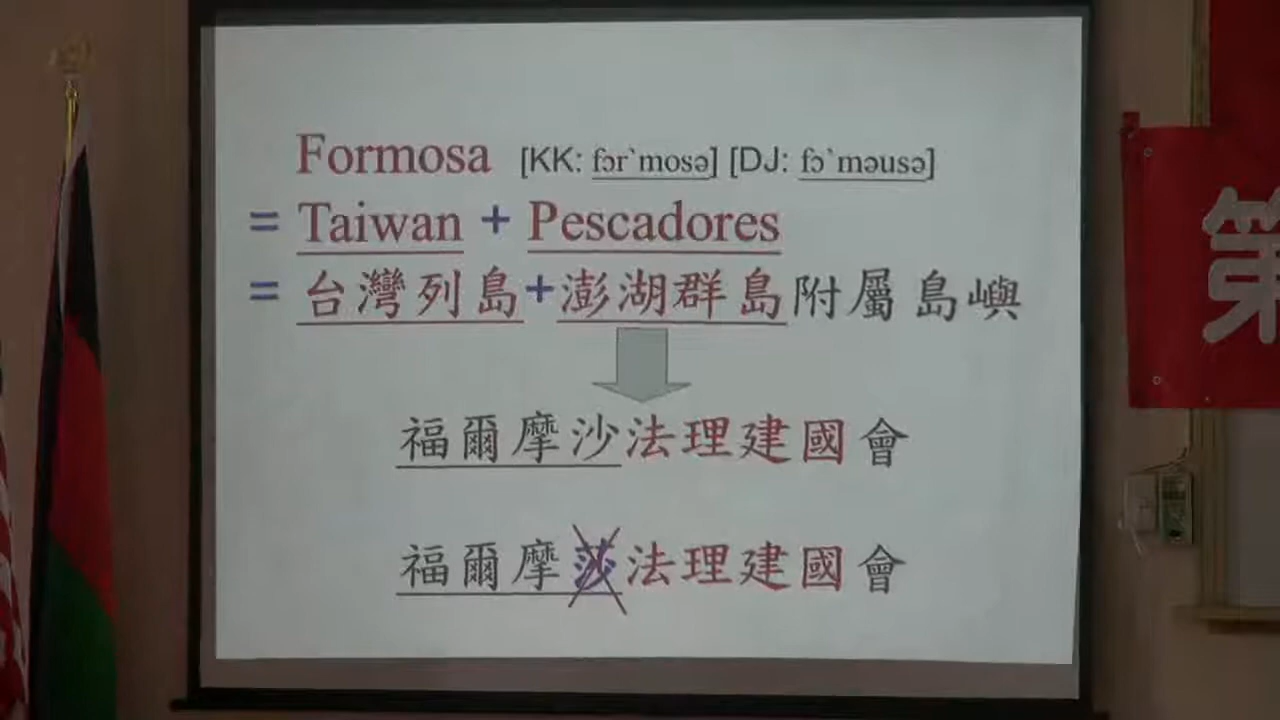 Formosa [KK: fɔr`mosə] [DJ: fɔ`məusə]
= Taiwan + Pescadores
= 台灣列島+澎湖群島附屬島嶼
福爾摩沙法理建國會
福爾摩莎法理建國會
第